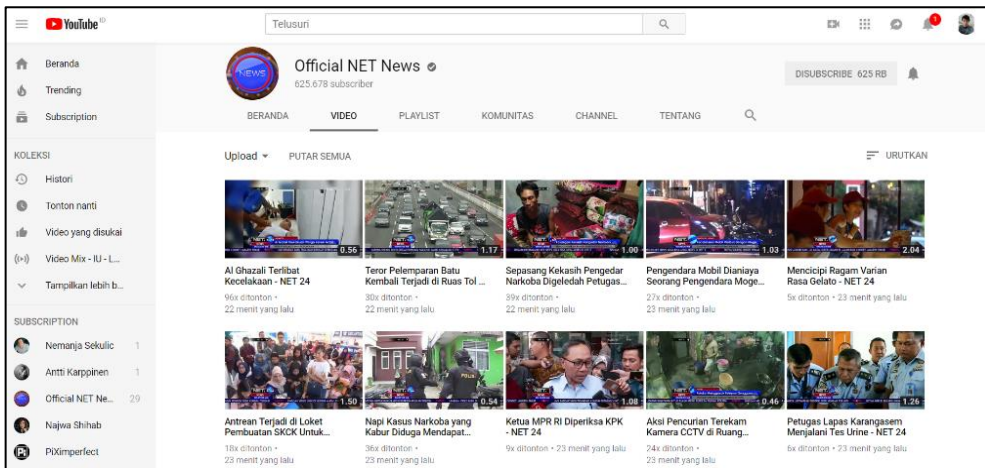 YouTube ID
Telusuri
1
Beranda
Trending
Subscription
KOLEKSI
Histori
Tonton nanti
Video yang disukai
Video Mix - IU - L...
Tampilkan lebih b...
SUBSCRIPTION
Nemanja Sekulic 1
Antti Karppinen 1
Official NET Ne... 29
Najwa Shihab
PiXimperfect
NEWS
Official NET News
625.678 subscriber
DISUBSCRIBE 625 RB
BERANDA VIDEO PLAYLIST KOMUNITAS CHANNEL TENTANG
Upload PUTAR SEMUA URUTKAN
0.56 1.17 1.00 1.03 2.04
Al Ghazali Terlibat
Kecelakaan - NET 24
96x ditonton •
22 menit yang lalu
Teror Pelemparan Batu
Kembali Terjadi di Ruas Tol ...
30x ditonton •
22 menit yang lalu
Sepasang Kekasih Pengedar
Narkoba Digeledah Petugas...
39x ditonton •
22 menit yang lalu
Pengendara Mobil Dianiaya
Seorang Pengendara Moge...
27x ditonton •
23 menit yang lalu
Mencicipi Ragam Varian
Rasa Gelato - NET 24
5x ditonton • 23 menit yang lalu
1.50 0.54 1.08 0.46 1.26
Antrean Terjadi di Loket
Pembuatan SKCK Untuk...
18x ditonton •
23 menit yang lalu
POLISI
Napi Kasus Narkoba yang
Kabur Diduga Mendapat...
36x ditonton •
23 menit yang lalu
Ketua MPR RI Diperiksa KPK
- NET 24
9x ditonton • 23 menit yang lalu
Aksi Pencurian Terekam
Kamera CCTV di Ruang...
24x ditonton •
23 menit yang lalu
Petugas Lapas Karangasem
Menjalani Tes Urine - NET 24
6x ditonton • 23 menit yang lalu